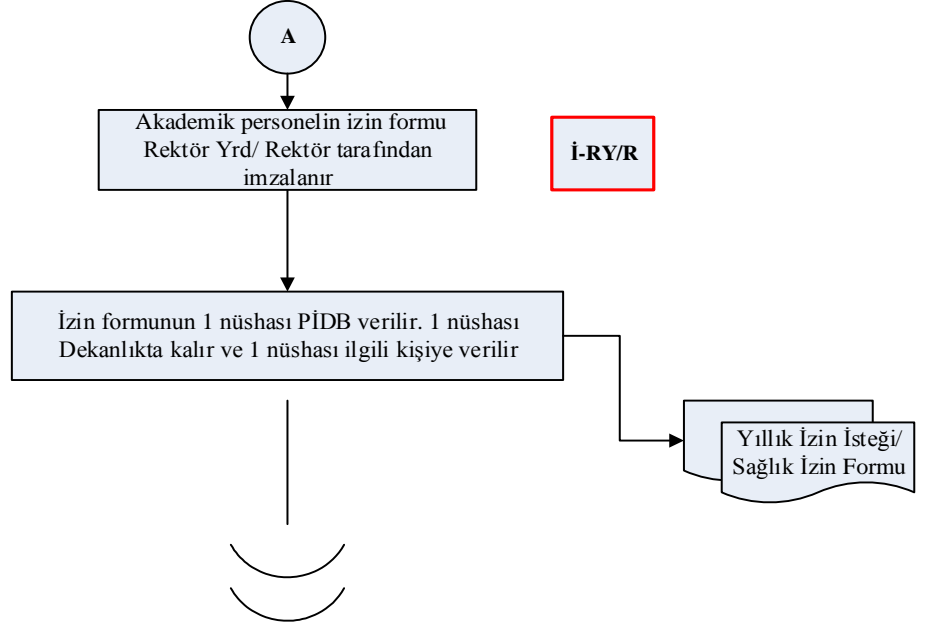 A
Akademik personelin izin formu
Rektör Yrd/ Rektör tarafından
imzalanır
İ-RY/R
İzin formunun 1 nüshası PİDB verilir. 1 nüshası
Dekanlıkta kalır ve 1 nüshası ilgili kişiye verilir
Yıllık İzin İsteği/
Sağlık İzin Formu